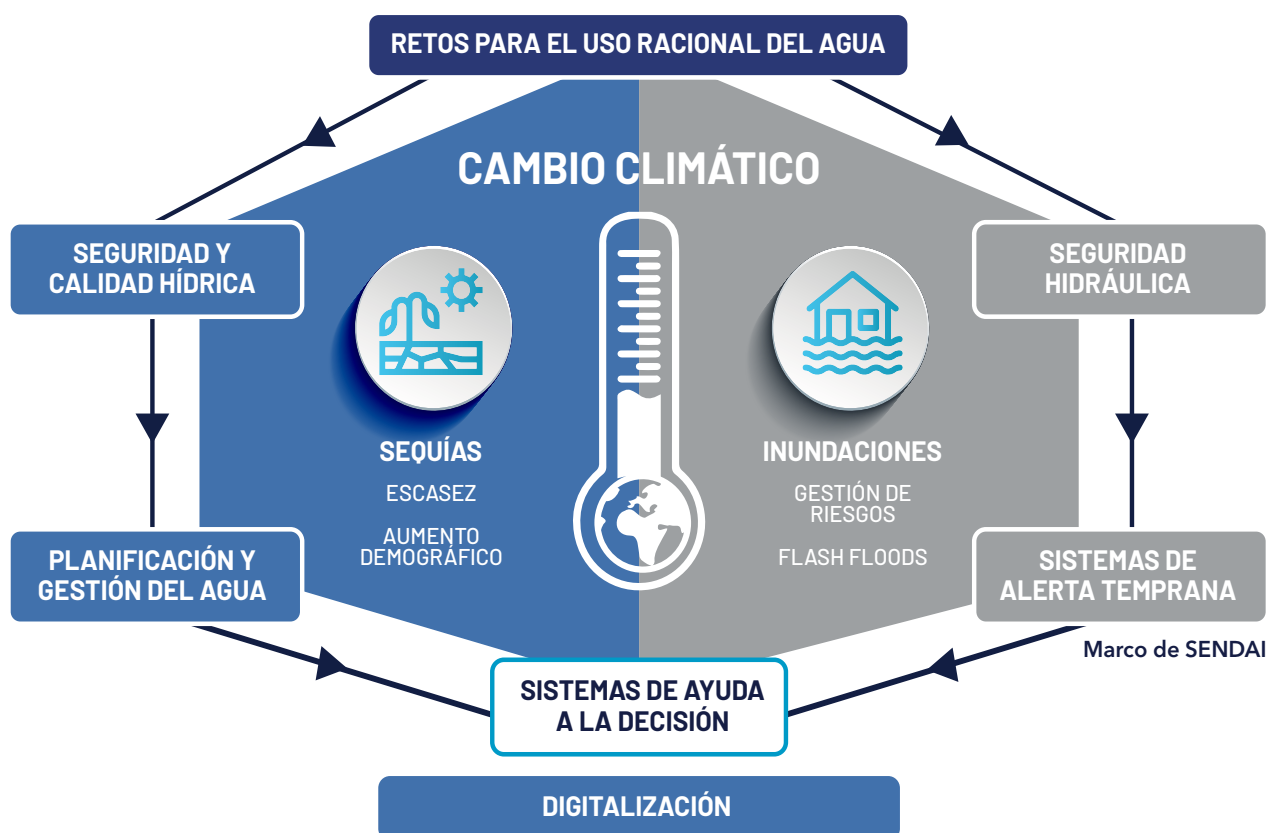 RETOS PARA EL USO RACIONAL DEL AGUA
CAMBIO CLIMÁTICO
SEGURIDAD Y
CALIDAD HÍDRICA
SEGURIDAD
HIDRÁULICA
SEQUÍAS
ESCASEZ
AUMENTO
DEMOGRÁFICO
INUNDACIONES
GESTIÓN DE
RIESGOS
FLASH FLOODS
PLANIFICACIÓN Y
GESTIÓN DEL AGUA
SISTEMAS DE
ALERTA TEMPRANA
Marco de SENDAI
SISTEMAS DE AYUDA
A LA DECISIÓN
DIGITALIZACIÓN